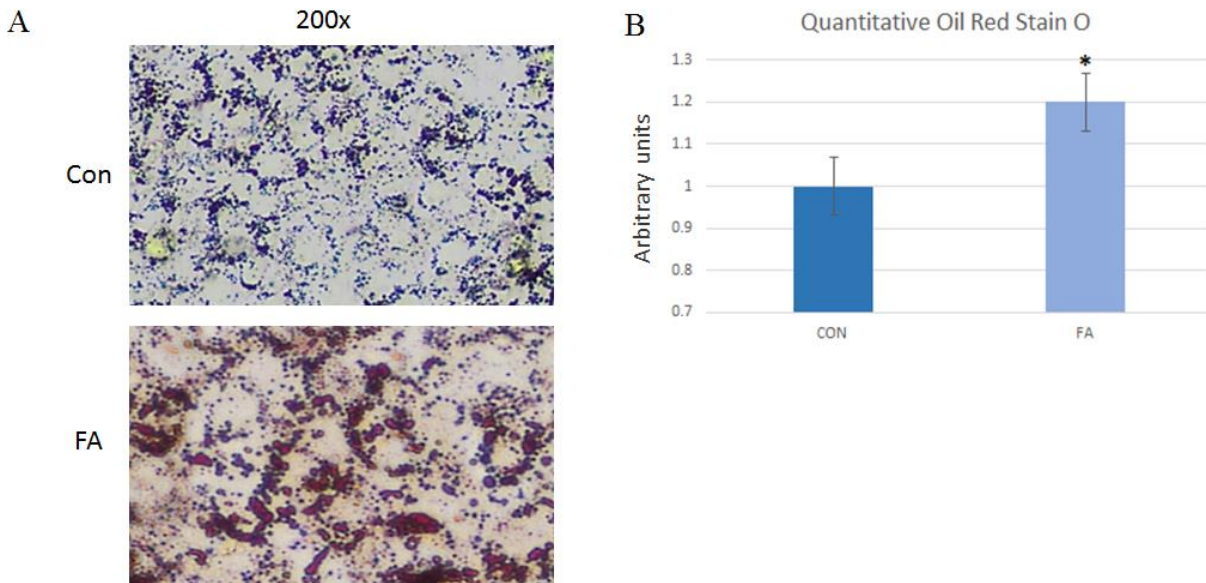 A
200x
Con
FA
B
Quantitative Oil Red Stain O
Arbitrary units
1.3
1.2
1.1
1
0.9
0.8
0.7
*
CON
FA